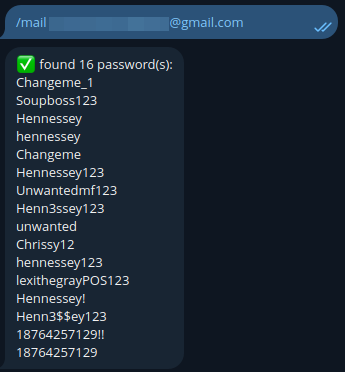 /mail @gmail.com
✅ found 16 password(s):
Changeme_1
Soupboss123
Hennessey
hennessey
Changeme
Hennessey123
Unwantedmf123
Henn3ssey123
unwanted
Chrissy12
hennessey123
lexithegrayPOS123
Hennessey!
Henn3$$ey123
18764257129!!
18764257129